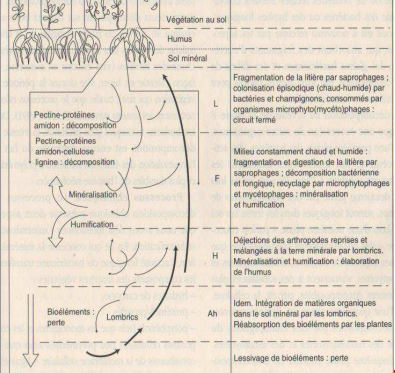 Végétation au sol
Humus
Sol minéral
L
Fragmentation de la litière par saprophages ;
colonisation épisodique (chaud-humide) par
bactéries et champignons, consommés par
organismes microphyto(mycéto)phages :
circuit fermé
Pectine-protéines
amidon : décomposition
Pectine-protéines
amidon-cellulose
lignine : décomposition
F
Milieu constamment chaud et humide :
fragmentation et digestion de la litière par
saprophages ; décomposition bactérienne
et fongique, recyclage par microphytophages
et mycétophages : minéralisation
et humification
Minéralisation
Humification
H
Déjections des arthropodes reprises et
mélangées à la terre minérale par lombrics.
Minéralisation et humification : élaboration
de l'humus
Bioéléments :
perte
Lombrics
Ah
Idem. Intégration de matières organiques
dans le sol minéral par les lombrics.
Réabsorption des bioéléments par les plantes
Lessivage de bioéléments : perte